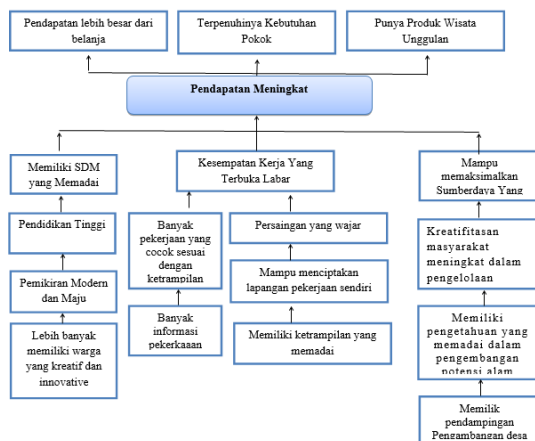 Pendapatan lebih besar dari
belanja
Terpenuhinya Kebutuhan
Pokok
Punya Produk Wisata
Unggulan
Pendapatan Meningkat
Memiliki SDM
yang Memadai
Kesempatan Kerja Yang
Terbuka Labar
Mampu
memaksimalkan
Sumberdaya Yang
Pendidikan Tinggi
Banyak
pekerjaan yang
cocok sesuai
dengan
ketrampilan
Persaingan yang wajar
Kreatifitasan
masyarakat
meningkat dalam
pengelolaan
Pemikiran Modern
dan Maju
Mampu menciptakan
lapangan pekerjaan sendiri
Lebih banyak
memiliki warga
yang kreatif dan
innovative
Banyak
informasi
pekerkaaan
Memiliki ketrampilan yang
memadai
Memiliki
pengetahuan yang
memadai dalam
pengembangan
potensi alam
Memilik
pendampingan
Pengambangan desa